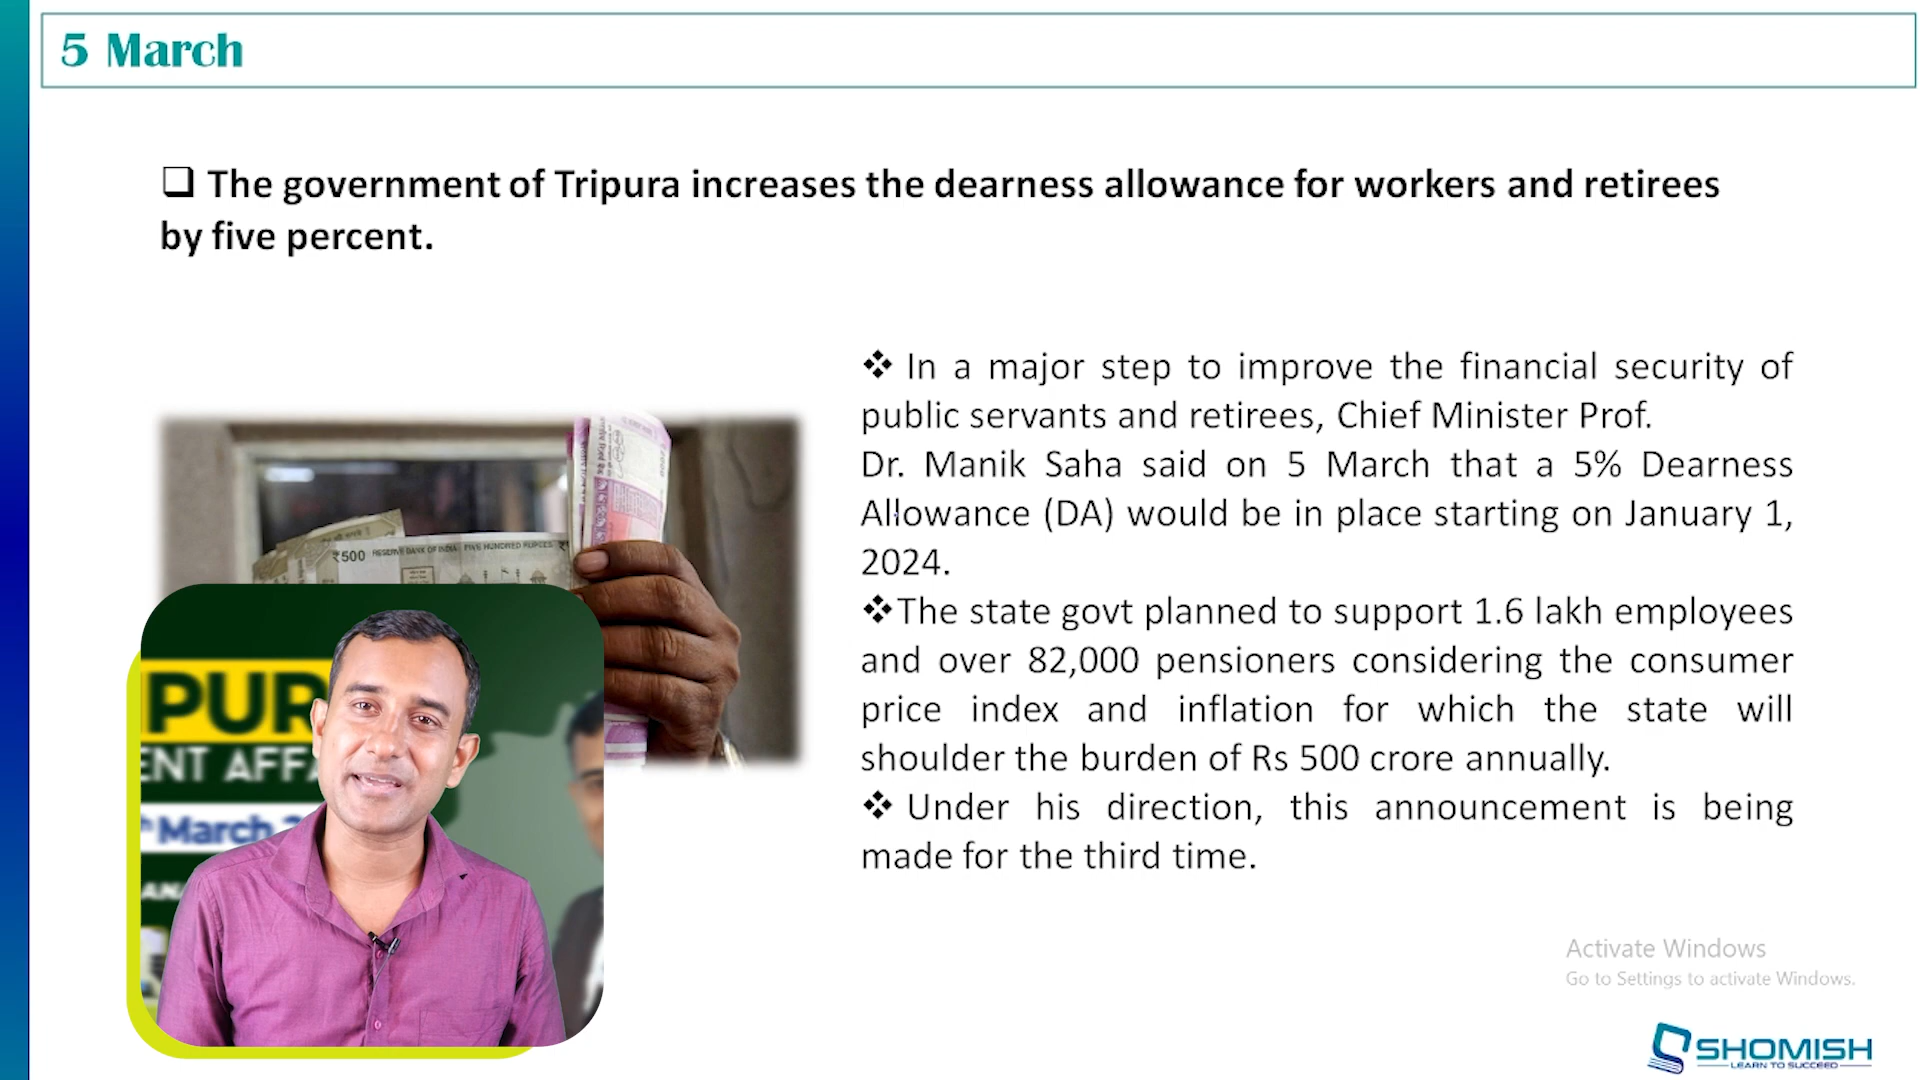 5 March
The government of Tripura increases the dearness allowance for workers and retirees
by five percent.
In a major step to improve the financial security of
public servants and retirees, Chief Minister Prof.
Dr. Manik Saha said on 5 March that a 5% Dearness
Allowance (DA) would be in place starting on January 1,
2024.
The state govt planned to support 1.6 lakh employees
and over 82,000 pensioners considering the consumer
price index and inflation for which the state will
shoulder the burden of Rs 500 crore annually.
Under his direction, this announcement is being
made for the third time.
₹500 RESERVE BANK OF INDIA FIVE HUNDRED RUPEES
PUR
ENT AFFA
March
Activate Windows
Go to Settings to activate Windows.
SHOMISH
LEARN TO SUCCEED